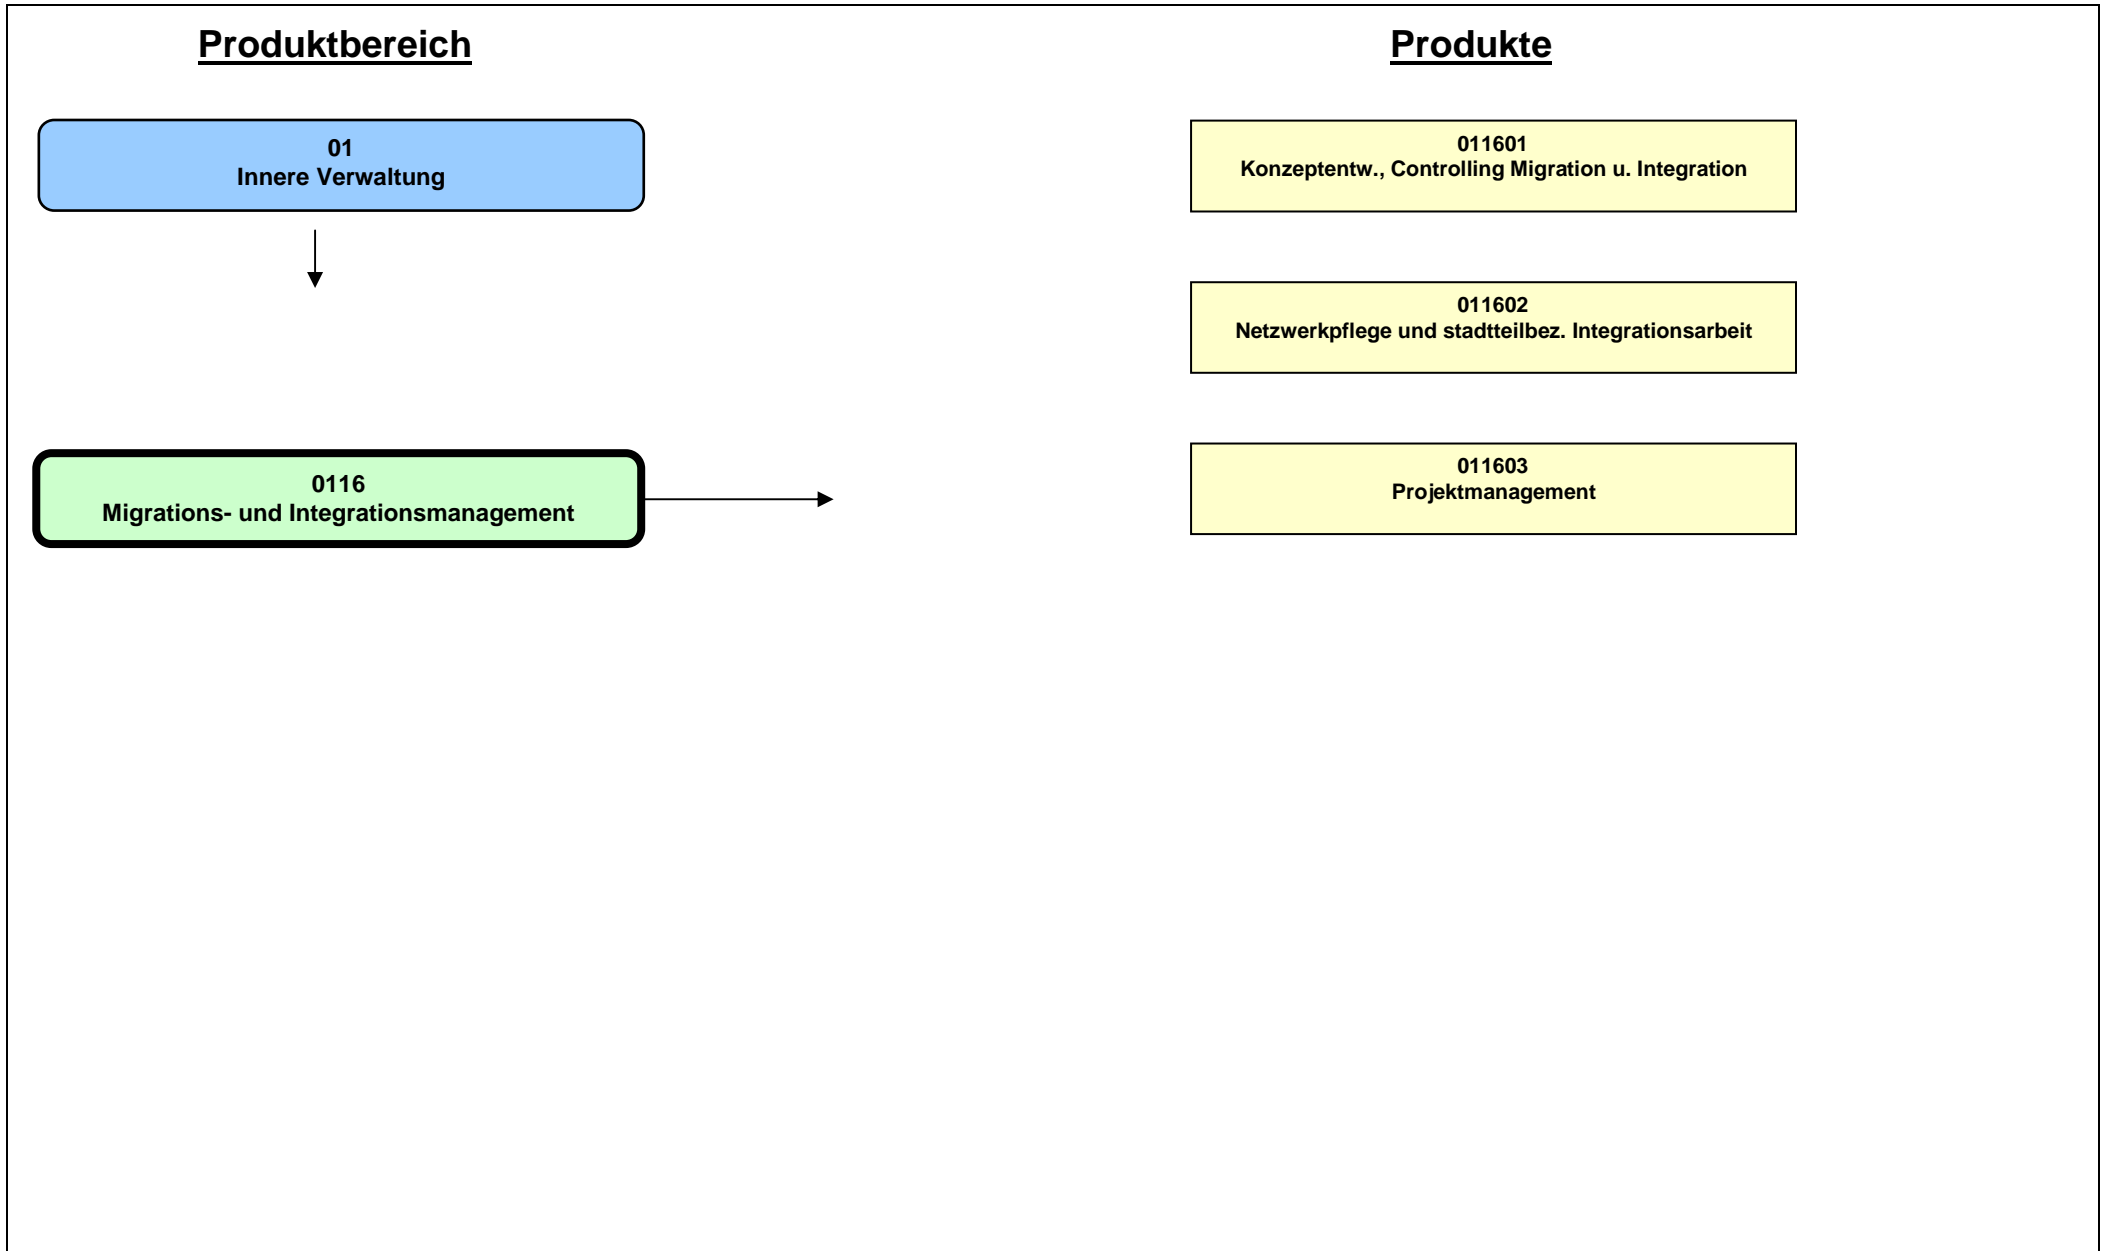 Produktbereich
01
Innere Verwaltung
0116
Migrations- und Integrationsmanagement
Produkte
011601
Konzeptentw., Controlling Migration u. Integration
011602
Netzwerkpflege und stadtteilbez. Integrationsarbeit
011603
Projektmanagement